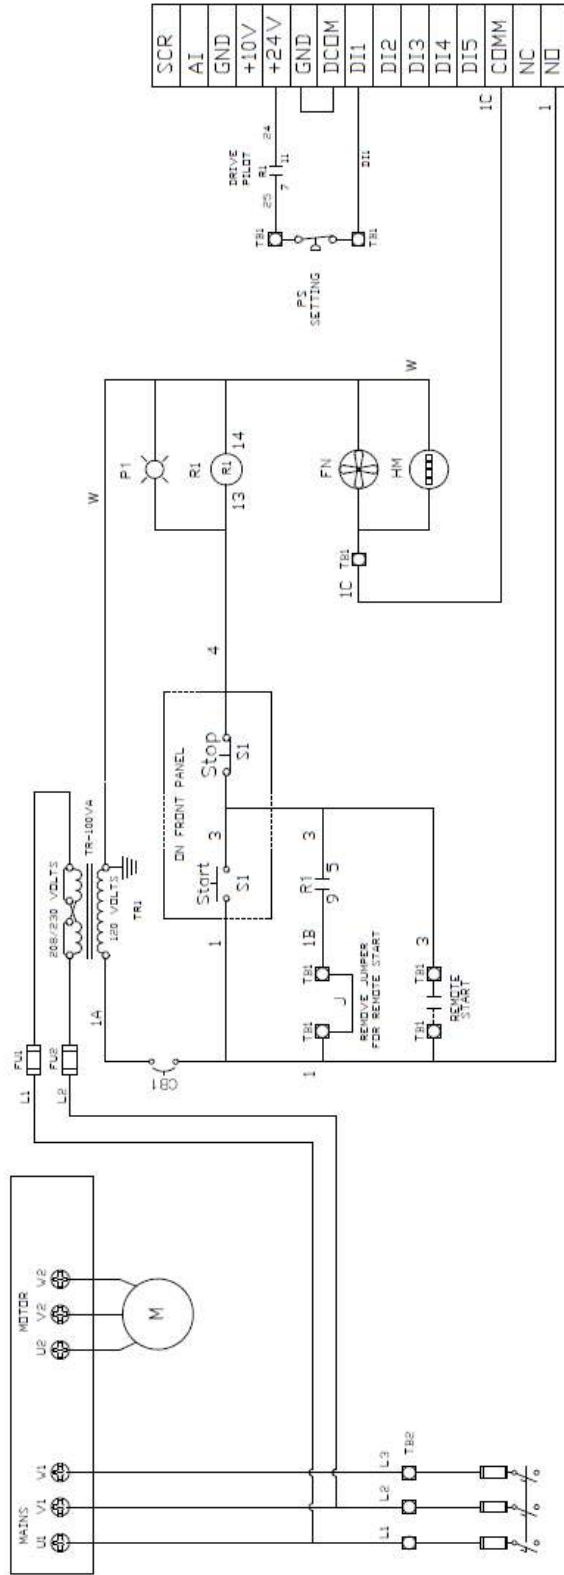 MAINS
MOTOR
U1 V1 W1
U2 V2 W2
M
L1 L2 L3
TB2
L1
L2
FU1
FU2
208/230 VOLTS
TR-100VA
120 VOLTS
TR1
1A
W
CB1
ON FRONT PANEL
Start
Stop
S1
S1
1
3
4
P1
R1
R1
13
14
1
TB1
J
TB1
REMOVE JUMPER
FOR REMOTE START
1B
R1
9
5
3
TB1
TB1
REMOTE
START
3
1C
TB1
FN
HM
W
PS
SETTING
TB1
TB1
25
DRIVE
PILOT
R1
7
11
24
DI1
1C
1
SCR
AI
GND
+10V
+24V
GND
DCOM
DI1
DI2
DI3
DI4
DI5
COMM
NC
NO